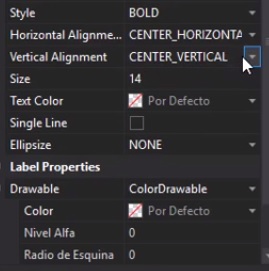 Style BOLD
Horizontal Alignme... CENTER_HORIZONTA
Vertical Alignment CENTER_VERTICAL
Size 14
Text Color Por Defecto
Single Line
Ellipsize NONE
Label Properties
Drawable ColorDrawable
Color Por Defecto
Nivel Alfa 0
Radio de Esquina 0